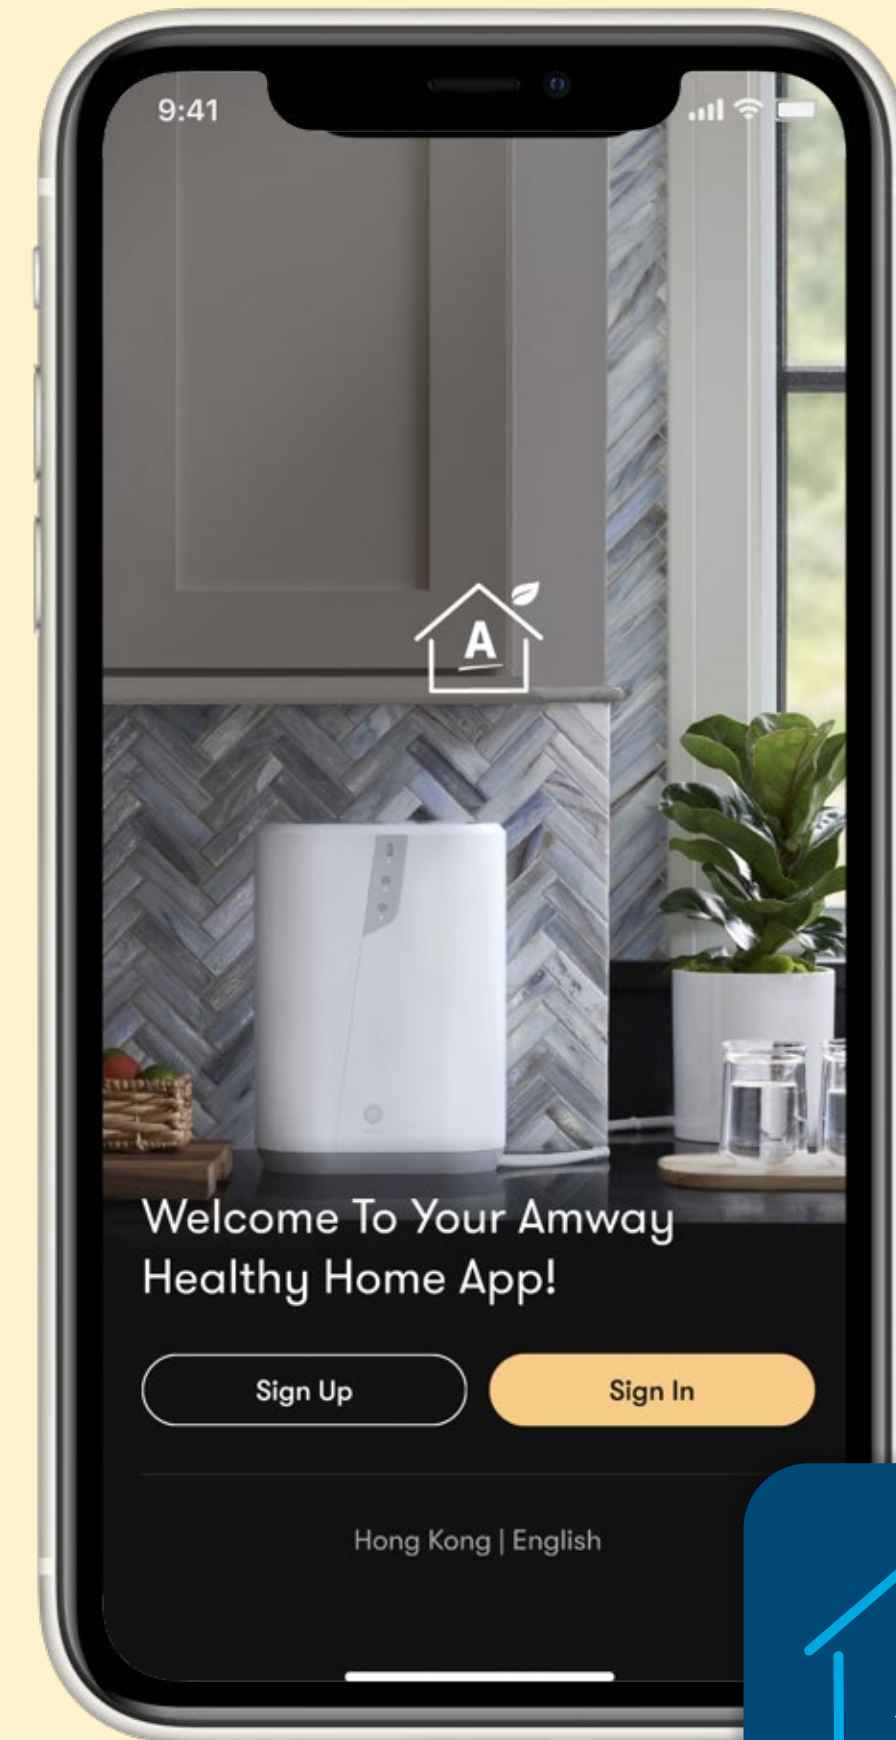 9:41
A
Welcome To Your Amway
Healthy Home App!
Sign Up
Sign In
Hong Kong | English